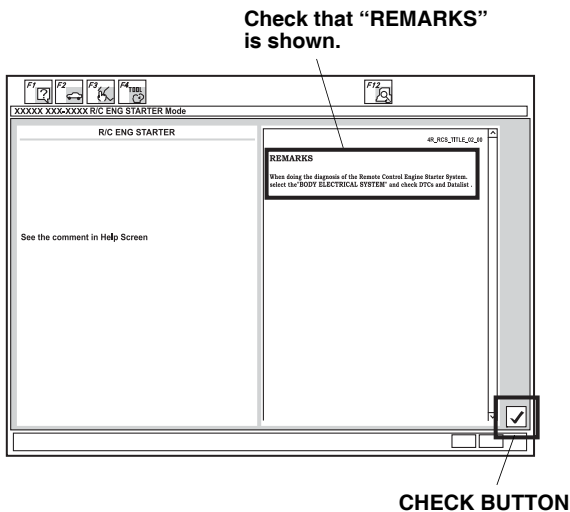 Check that “REMARKS”
is shown.
F1 F2 F3 F4 TOOL F12
XXXXX XXX-XXXX R/C ENG STARTER Mode
R/C ENG STARTER
See the comment in Help Screen
4R_RCS_TITLE_02_00
REMARKS
When doing the diagnosis of the Remote Control Engine Starter System.
select the"BODY ELECTRICAL SYSTEM" and check DTCs and Datalist .
CHECK BUTTON